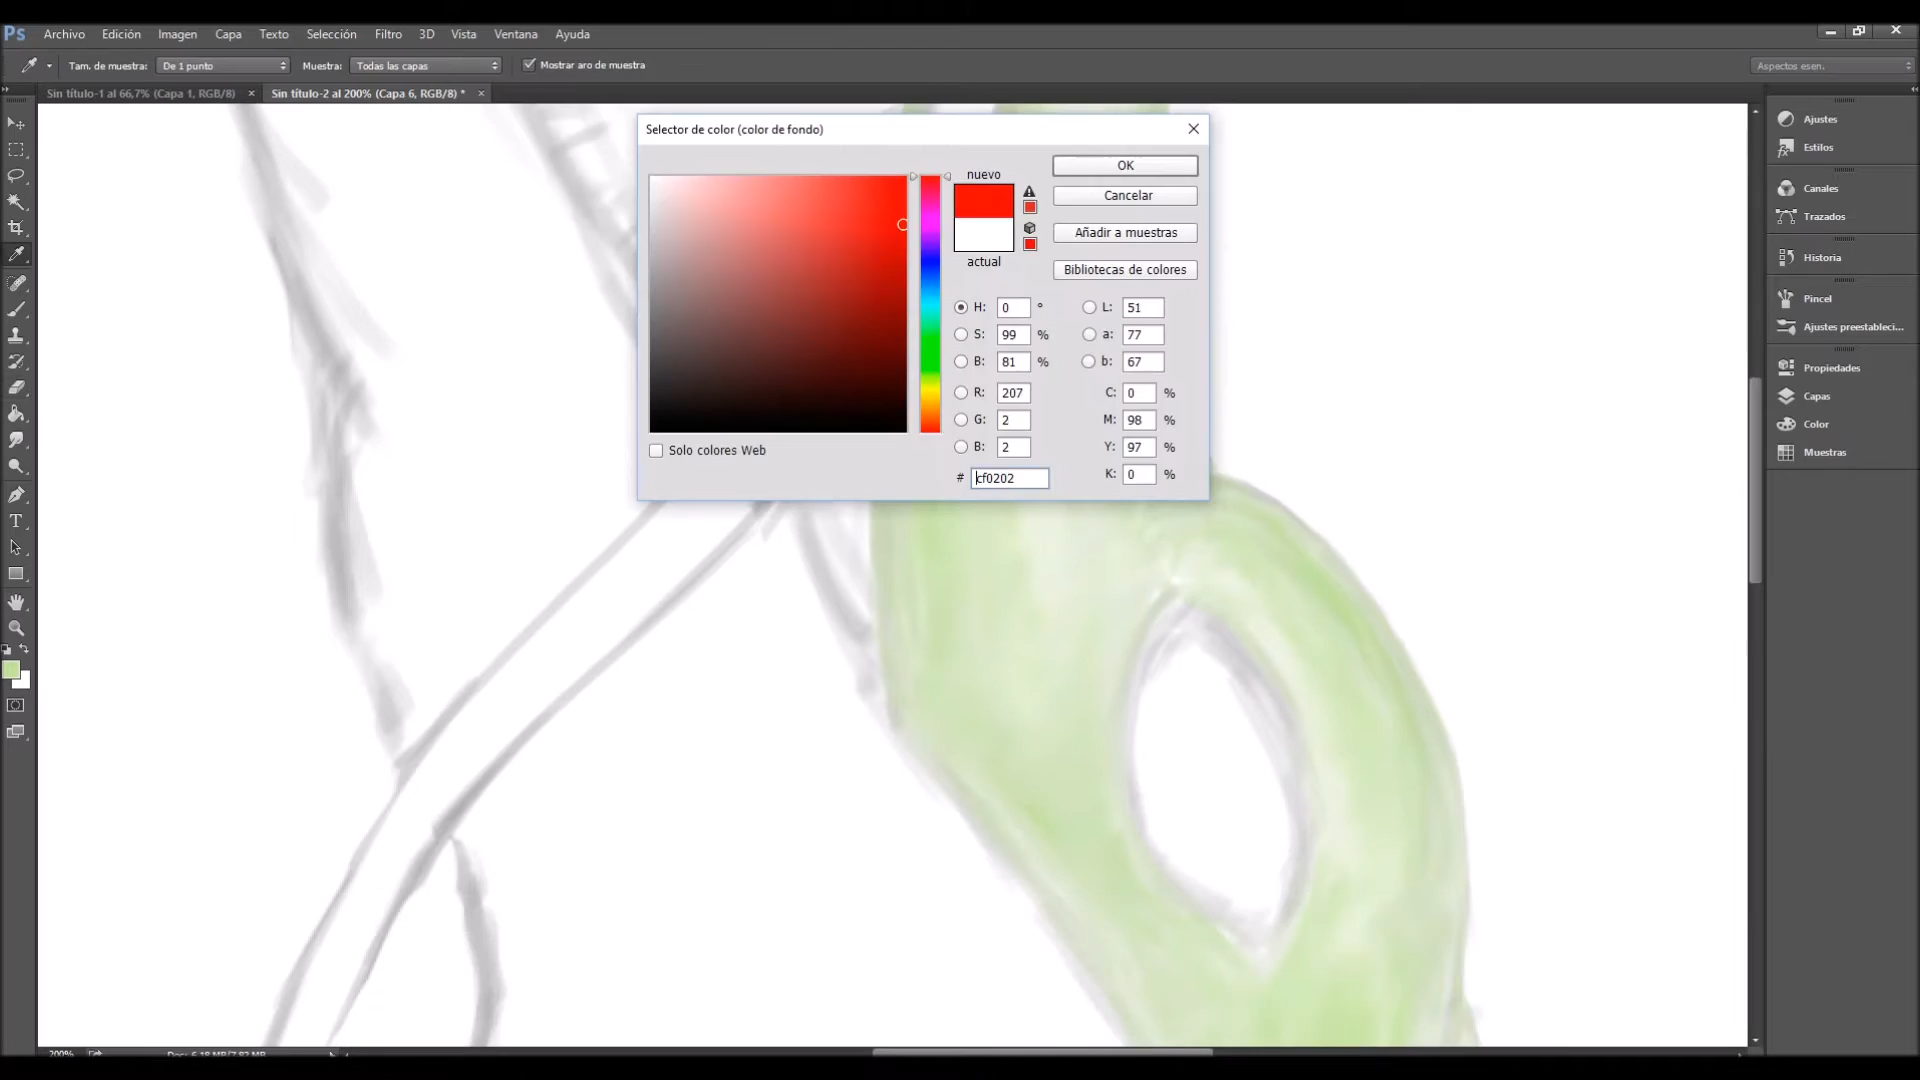 Ps Archivo Edición Imagen Capa Texto Selección Filtro 3D Vista Ventana Ayuda
Tam. de muestra: De 1 punto Muestra: Todas las capas Mostrar aro de muestra Aspectos esen.
Sin título-1 al 66,7% (Capa 1, RGB/8) × Sin título-2 al 200% (Capa 6, RGB/8) * ×
Selector de color (color de fondo)
nuevo
actual
OK
Cancelar
Añadir a muestras
Bibliotecas de colores
H: 0 ° L: 51
S: 99 % a: 77
B: 81 % b: 67
R: 207 C: 0 %
G: 2 M: 98 %
B: 2 Y: 97 %
# cf0202 K: 0 %
Solo colores Web
Ajustes
Estilos
Canales
Trazados
Historia
Pincel
Ajustes preestableci...
Propiedades
Capas
Color
Muestras
T
200% Doc: 6,18 MB/7,82 MB